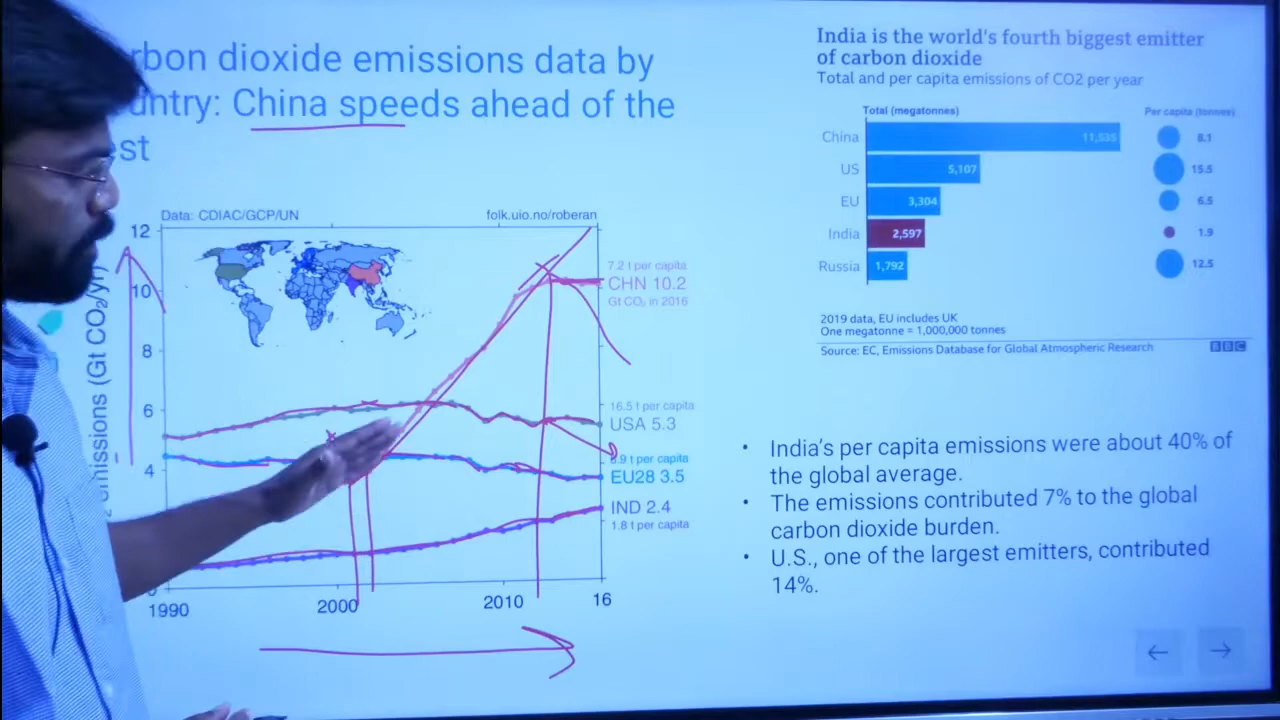 rbon dioxide emissions data by
untry: China speeds ahead of the
est
Data: CDIAC/GCP/UN
folk.uio.no/roberan
emissions (Gt CO₂/yr)
12
10
8
6
4
0
1990
2000
2010
16
7.2 t per capita
CHN 10.2
Gt CO₂ in 2016
16.5 t per capita
USA 5.3
6.9 t per capita
EU28 3.5
IND 2.4
1.8 t per capita
India is the world's fourth biggest emitter
of carbon dioxide
Total and per capita emissions of CO2 per year
Total (megatonnes) Per capita (tonnes)
China 11,535 8.1
US 5,107 15.5
EU 3,304 6.5
India 2,597 1.9
Russia 1,792 12.5
2019 data, EU includes UK
One megatonne = 1,000,000 tonnes
Source: EC, Emissions Database for Global Atmospheric Research
BBC
• India's per capita emissions were about 40% of
the global average.
• The emissions contributed 7% to the global
carbon dioxide burden.
• U.S., one of the largest emitters, contributed
14%.